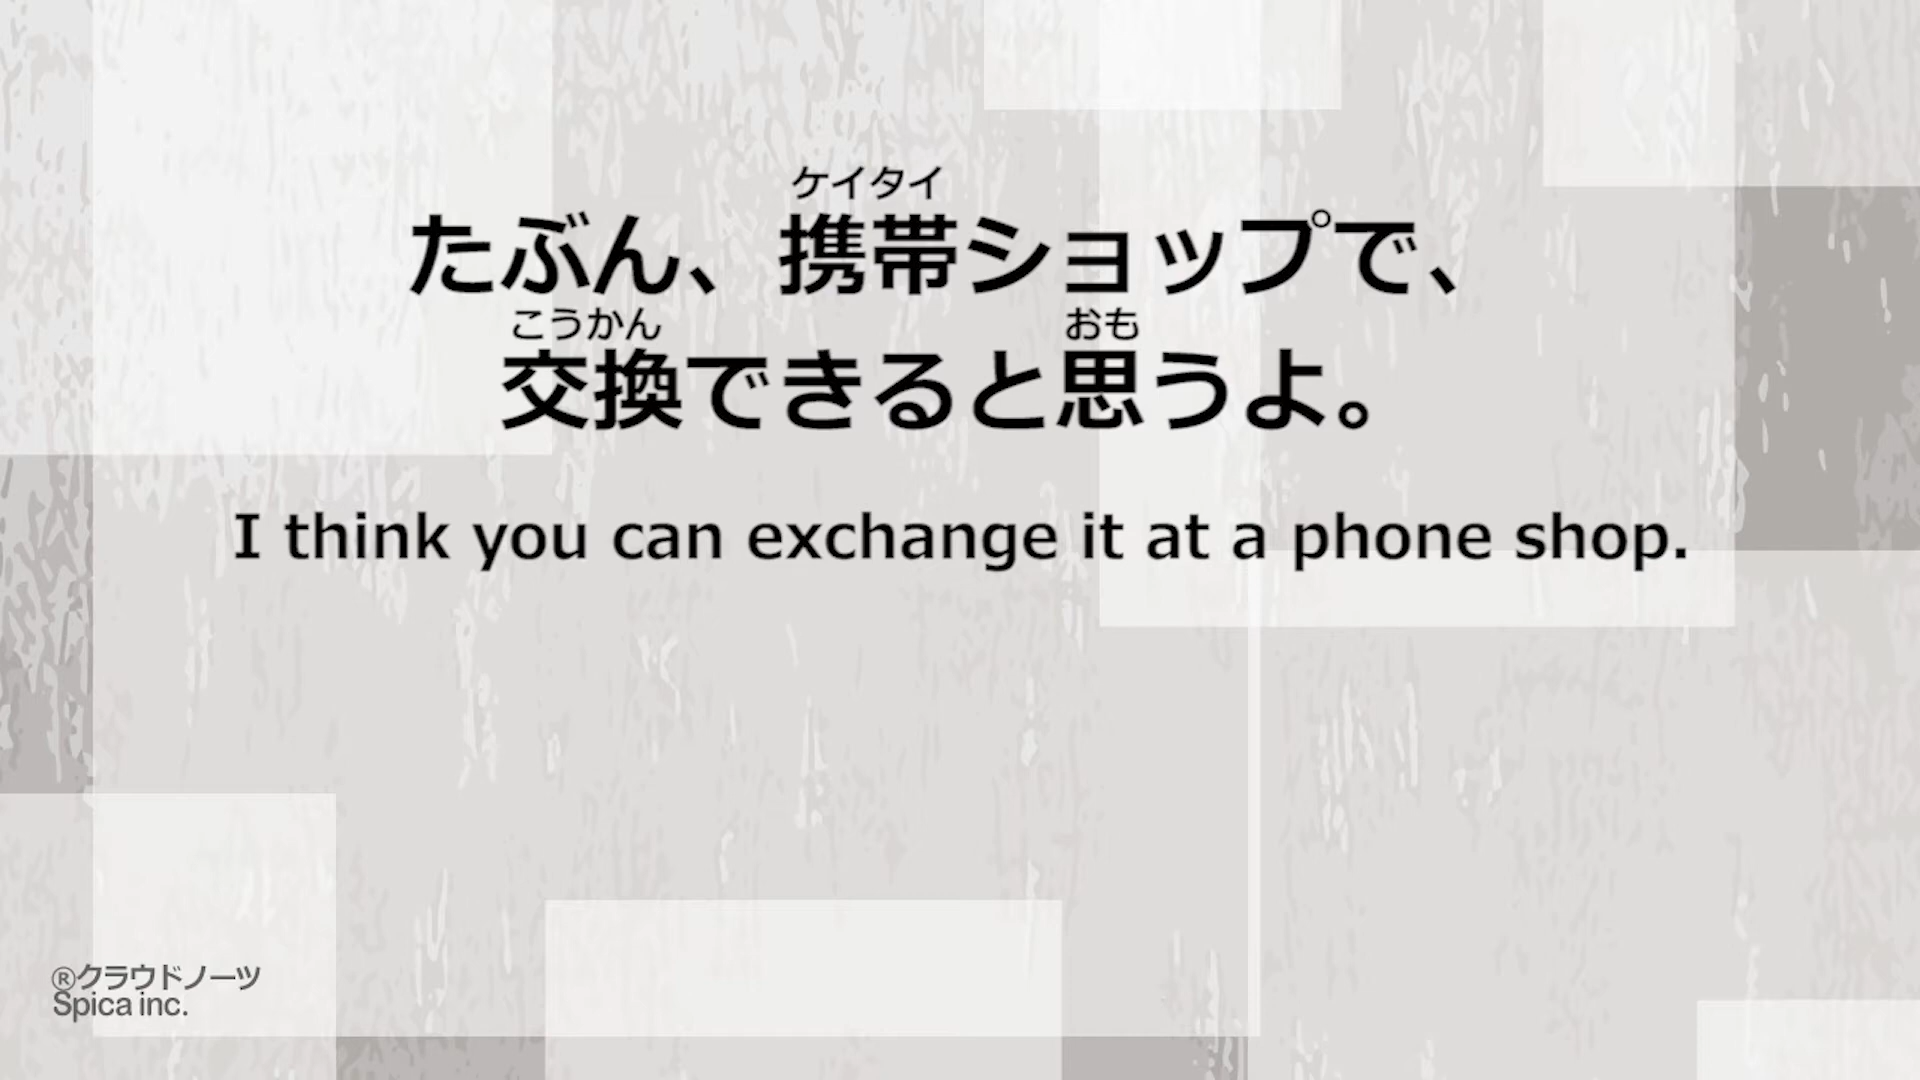 ケイタイ
たぶん、携帯ショップで、
こうかん おも
交換できると思うよ。
I think you can exchange it at a phone shop.
®クラウドノーツ
Spica inc.